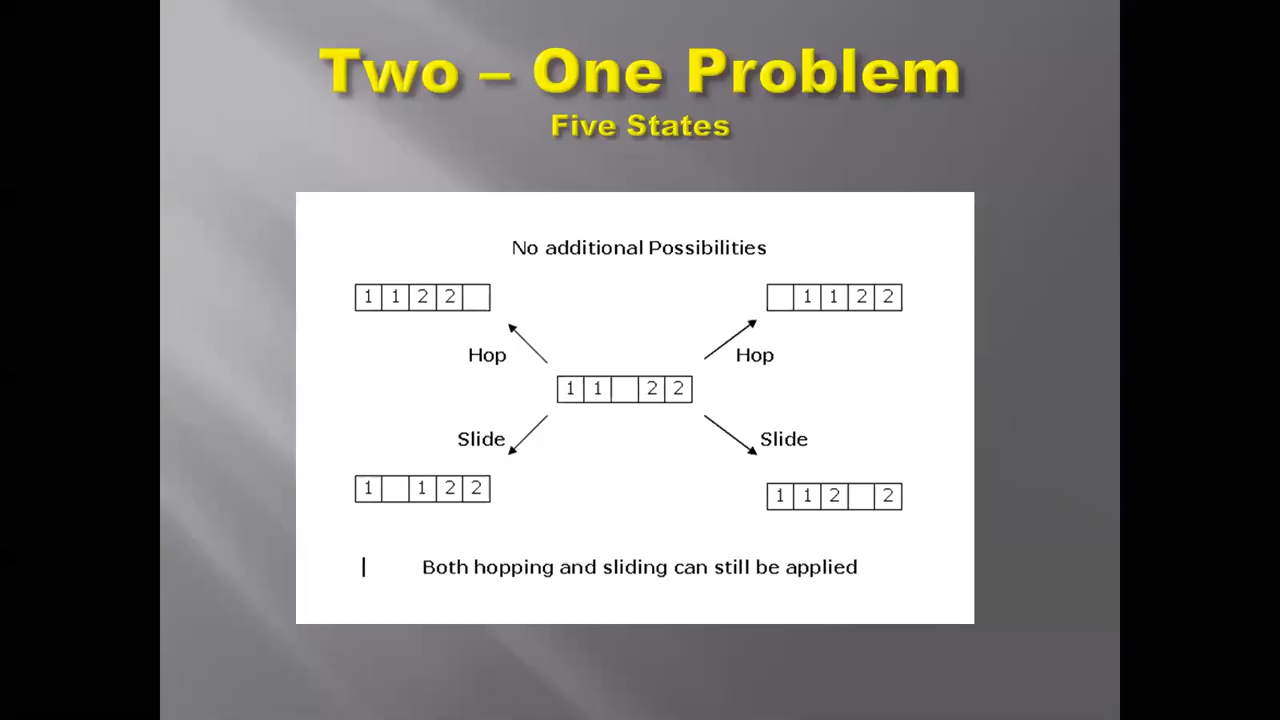 Two – One Problem
Five States
No additional Possibilities
1 1 2 2
1 1 2 2
Hop
Hop
1 1 2 2
Slide
Slide
1 1 2 2
1 1 2 2
Both hopping and sliding can still be applied